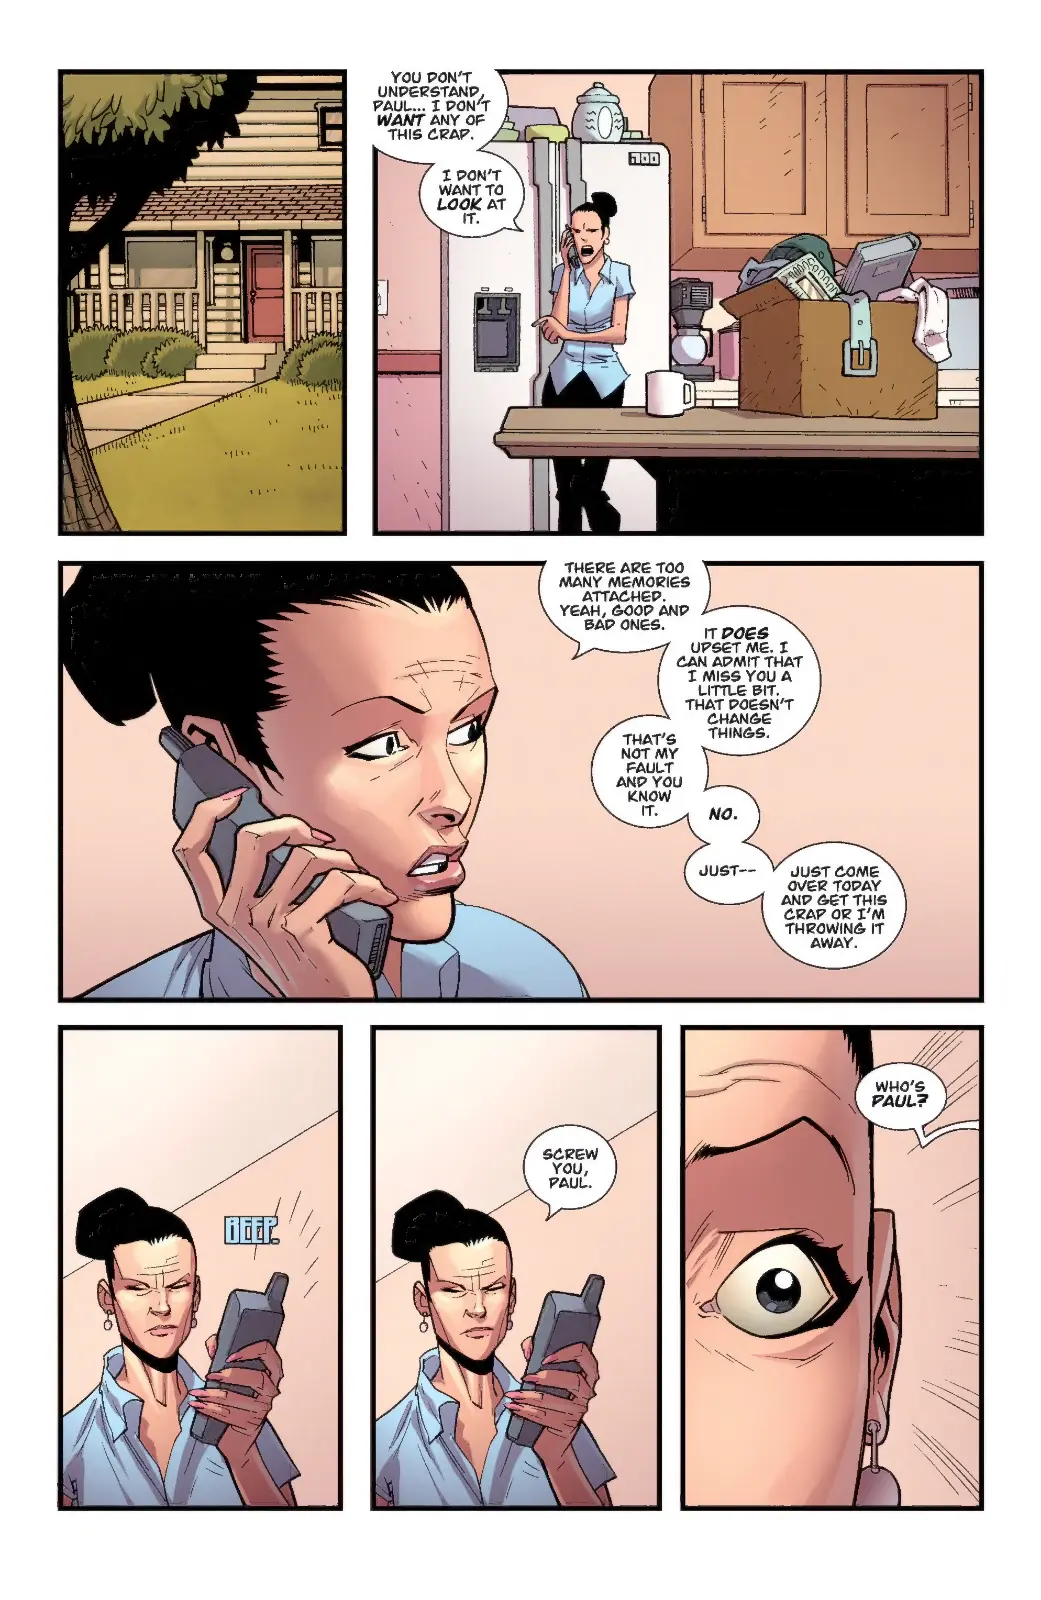 YOU DON'T
UNDERSTAND,
PAUL... I DON'T
WANT ANY OF
THIS CRAP.
I DON'T
WANT TO
LOOK AT
IT.
THERE ARE TOO
MANY MEMORIES
ATTACHED.
YEAH, GOOD AND
BAD ONES.
IT DOES
UPSET ME. I
CAN ADMIT THAT
I MISS YOU A
LITTLE BIT.
THAT DOESN'T
CHANGE
THINGS.
THAT'S
NOT MY
FAULT
AND YOU
KNOW
IT.
NO.
JUST--
JUST COME
OVER TODAY
AND GET THIS
CRAP OR I'M
THROWING IT
AWAY.
BEEP.
SCREW
YOU,
PAUL.
WHO'S
PAUL?